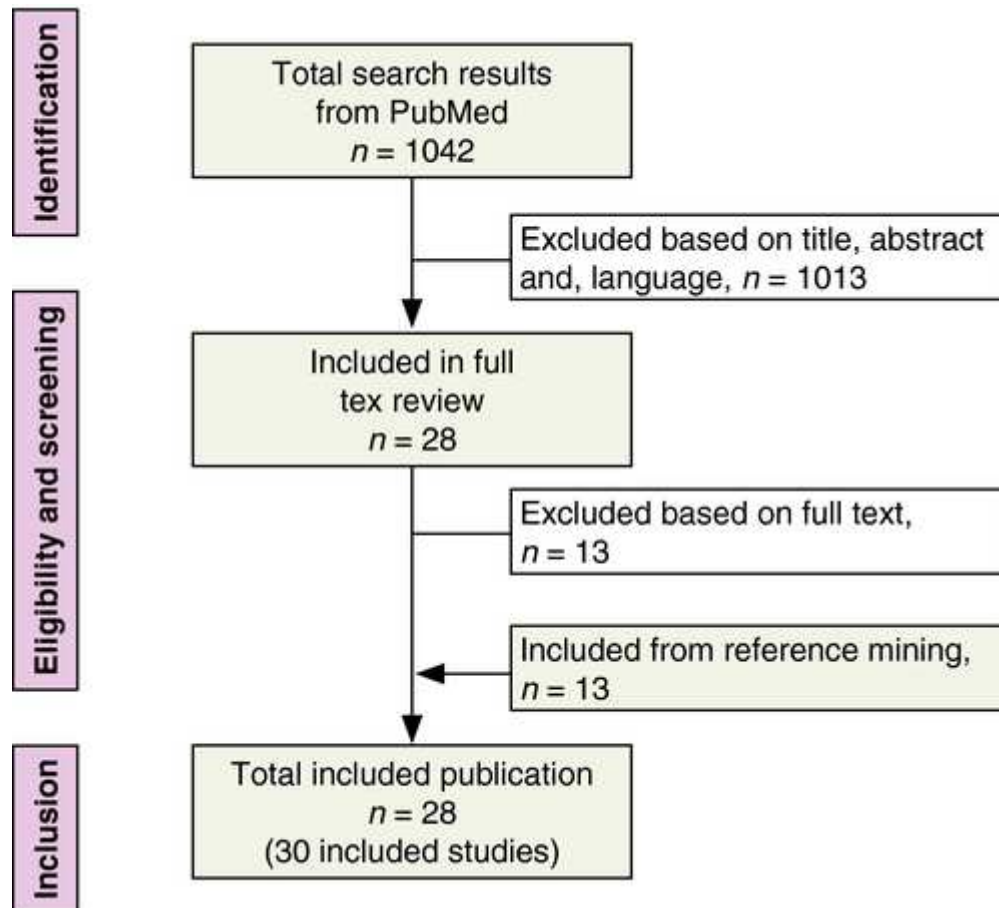 Identification
Total search results
from PubMed
n = 1042
Excluded based on title, abstract
and, language, n = 1013
Eligibility and screening
Included in full
tex review
n = 28
Excluded based on full text,
n = 13
Included from reference mining,
n = 13
Inclusion
Total included publication
n = 28
(30 included studies)